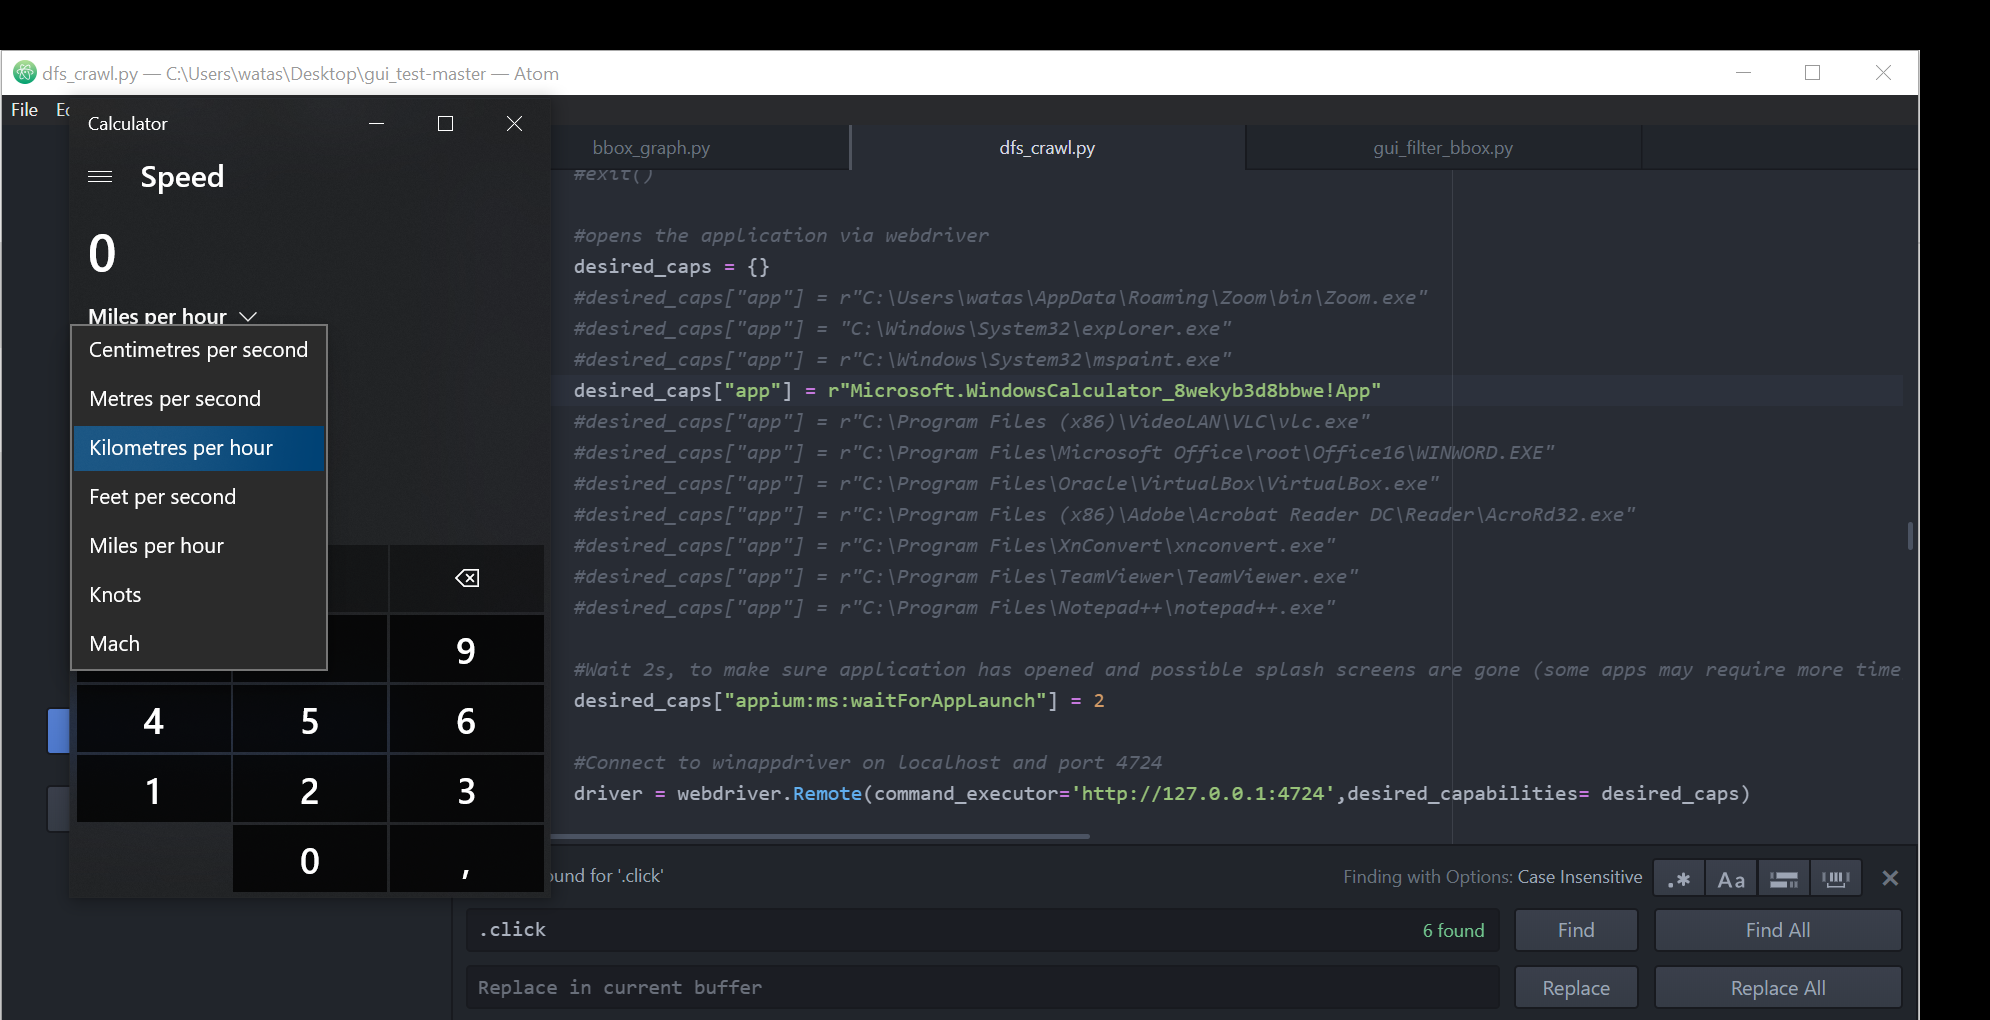 dfs_crawl.py — C:\Users\watas\Desktop\gui_test-master — Atom
File
Calculator
Speed
0
Miles per hour
Centimetres per second
Metres per second
Kilometres per hour
Feet per second
Miles per hour
Knots
Mach
9
4 5 6
1 2 3
0 ,
bbox_graph.py dfs_crawl.py gui_filter_bbox.py
#exit()
#opens the application via webdriver
desired_caps = {}
#desired_caps["app"] = r"C:\Users\watas\AppData\Roaming\Zoom\bin\Zoom.exe"
#desired_caps["app"] = "C:\Windows\System32\explorer.exe"
#desired_caps["app"] = r"C:\Windows\System32\mspaint.exe"
desired_caps["app"] = r"Microsoft.WindowsCalculator_8wekyb3d8bbwe!App"
#desired_caps["app"] = r"C:\Program Files (x86)\VideoLAN\VLC\vlc.exe"
#desired_caps["app"] = r"C:\Program Files\Microsoft Office\root\Office16\WINWORD.EXE"
#desired_caps["app"] = r"C:\Program Files\Oracle\VirtualBox\VirtualBox.exe"
#desired_caps["app"] = r"C:\Program Files (x86)\Adobe\Acrobat Reader DC\Reader\AcroRd32.exe"
#desired_caps["app"] = r"C:\Program Files\XnConvert\xnconvert.exe"
#desired_caps["app"] = r"C:\Program Files\TeamViewer\TeamViewer.exe"
#desired_caps["app"] = r"C:\Program Files\Notepad++\notepad++.exe"
#Wait 2s, to make sure application has opened and possible splash screens are gone (some apps may require more time
desired_caps["appium:ms:waitForAppLaunch"] = 2
#Connect to winappdriver on localhost and port 4724
driver = webdriver.Remote(command_executor='http://127.0.0.1:4724',desired_capabilities= desired_caps)
for '.click' Finding with Options: Case Insensitive .* Aa
.click 6 found Find Find All
Replace in current buffer Replace Replace All